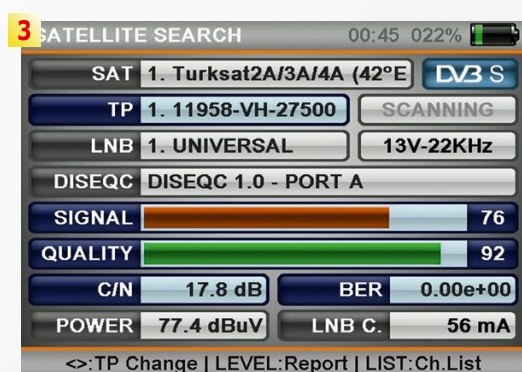 3
SATELLITE SEARCH 00:45 022%
SAT 1. Turksat2A/3A/4A (42ºE DVB S
TP 1. 11958-VH-27500 SCANNING
LNB 1. UNIVERSAL 13V-22KHz
DISEQC DISEQC 1.0 - PORT A
SIGNAL 76
QUALITY 92
C/N 17.8 dB BER 0.00e+00
POWER 77.4 dBuV LNB C. 56 mA
<>:TP Change | LEVEL:Report | LIST:Ch.List